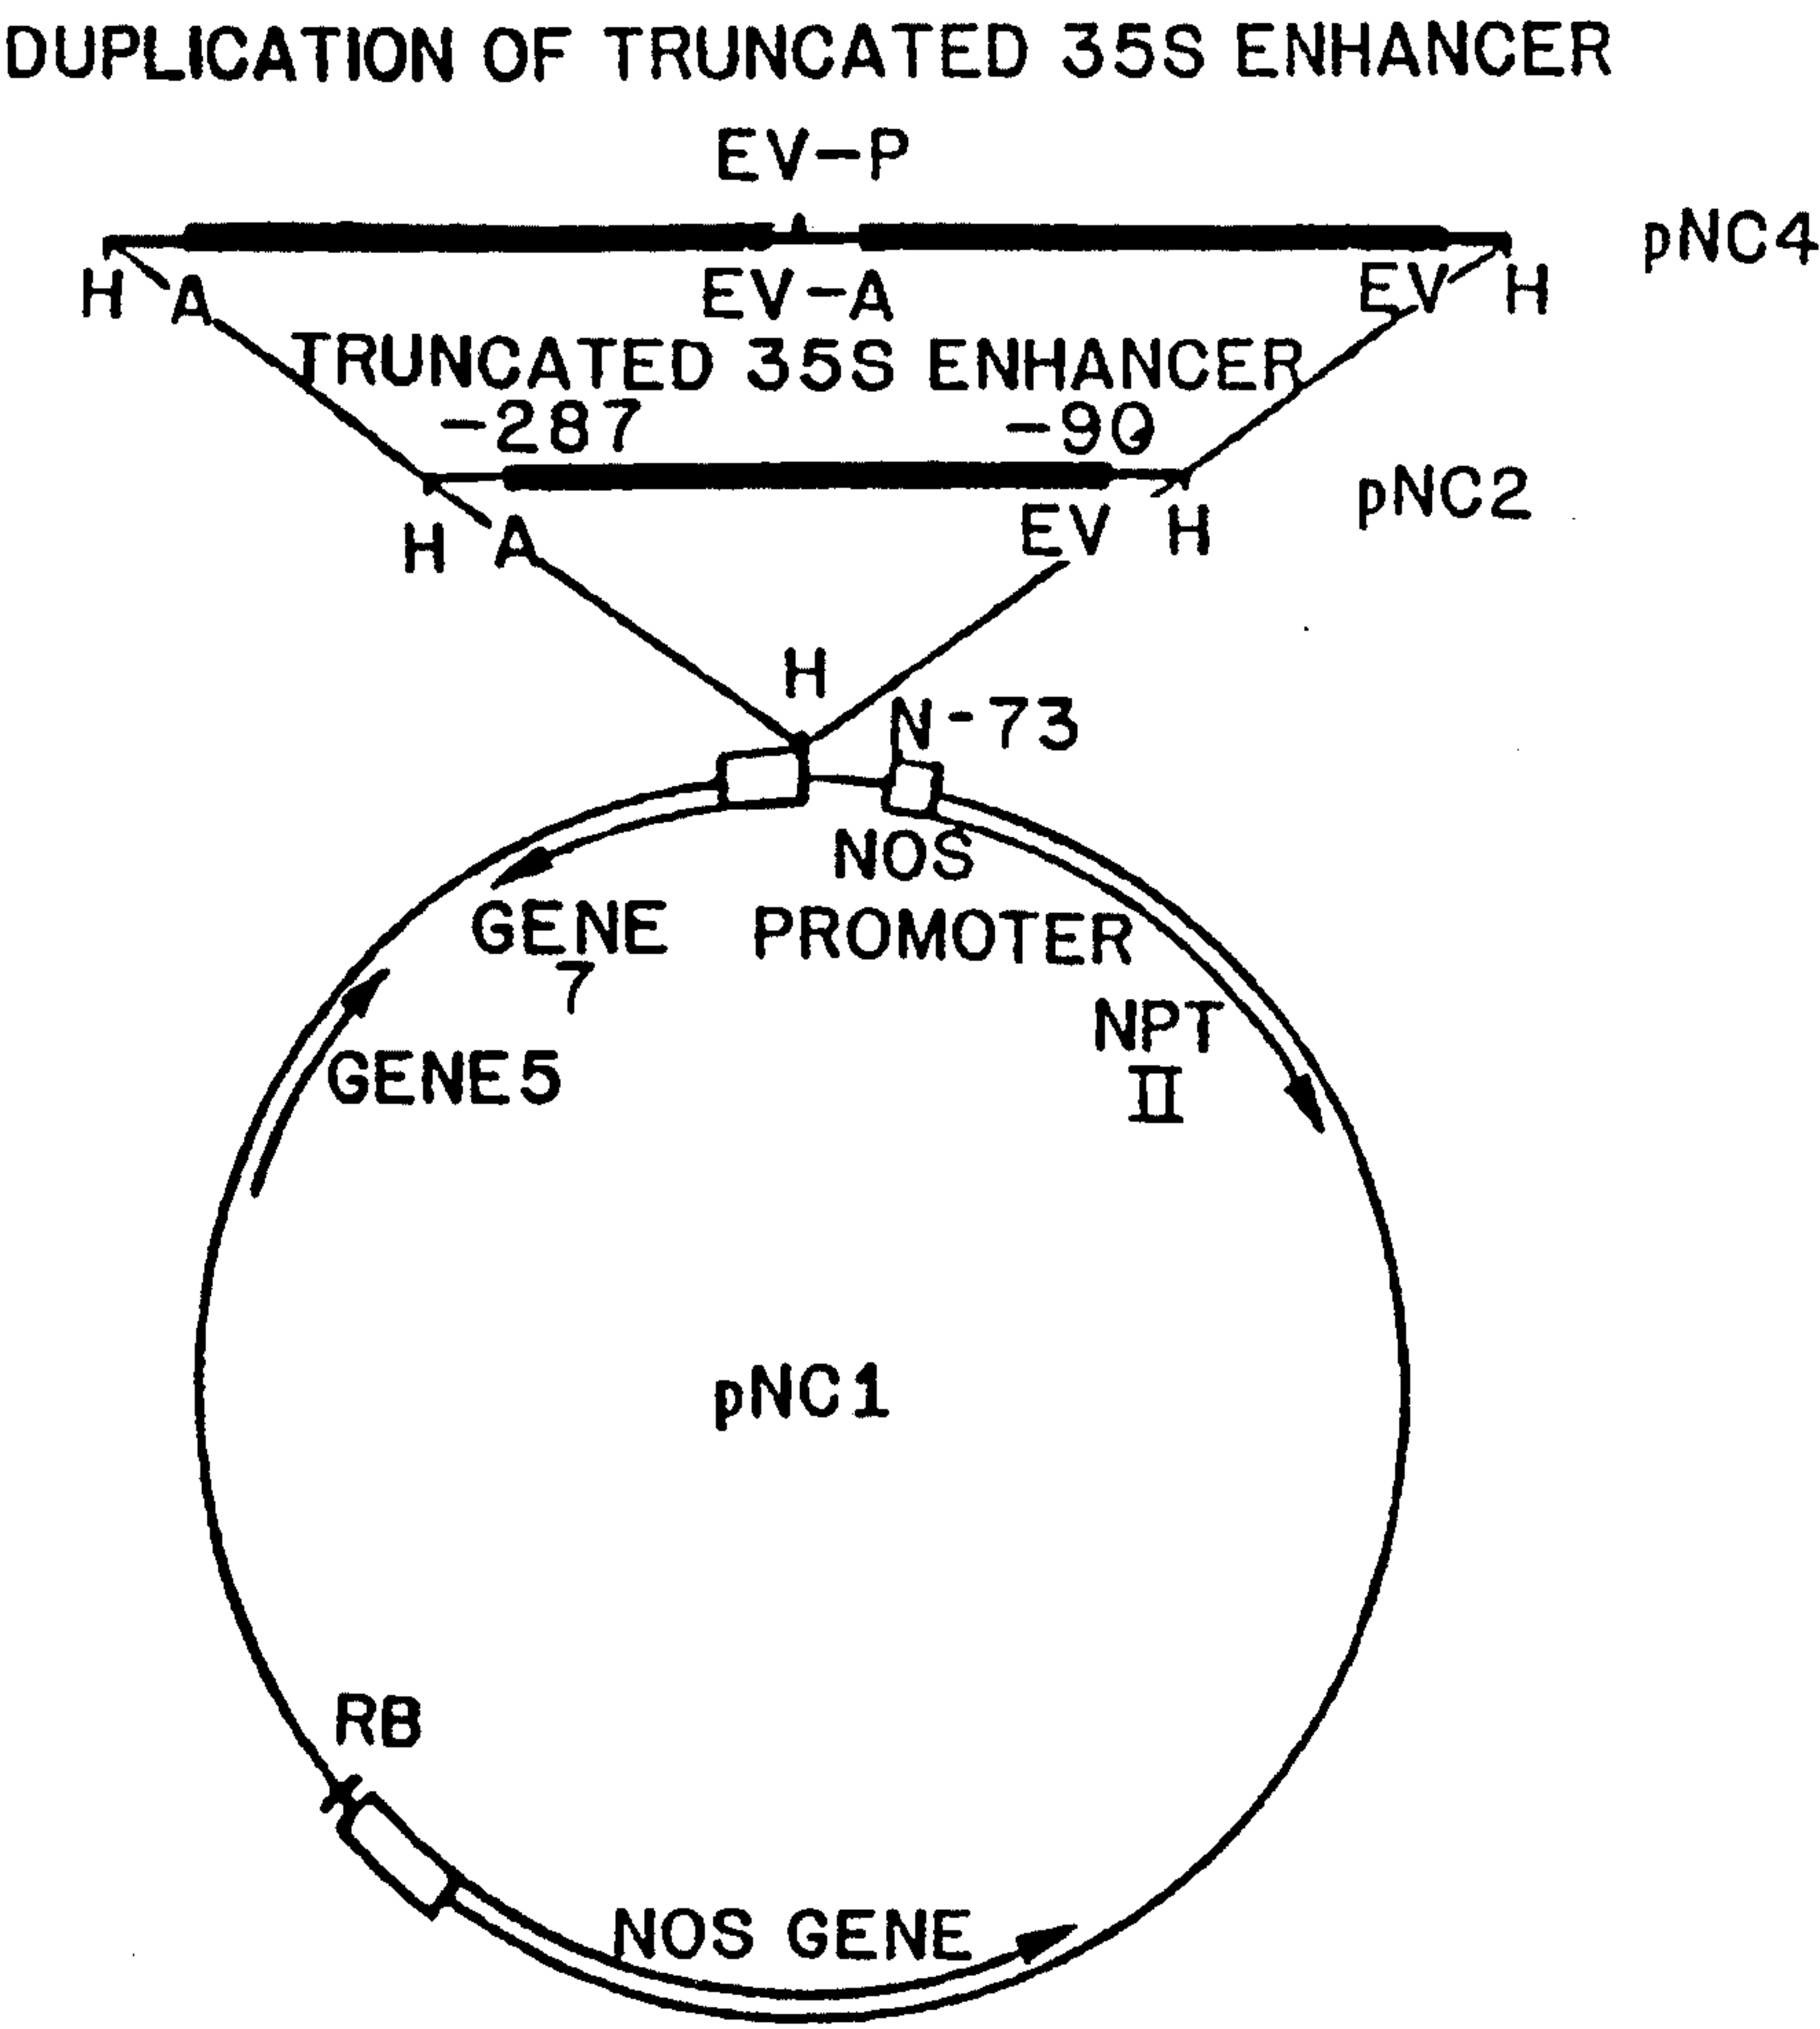 DUPLICATION OF TRUNCATED 35S ENHANCER
EV-P
pNC4
H A EV-A EV H
TRUNCATED 35S ENHANCER
-287 -90
pNC2
H A EV H
H
N-73
NOS
PROMOTER
GENE
7
NPT
II
GENE5
pNC1
RB
NOS GENE